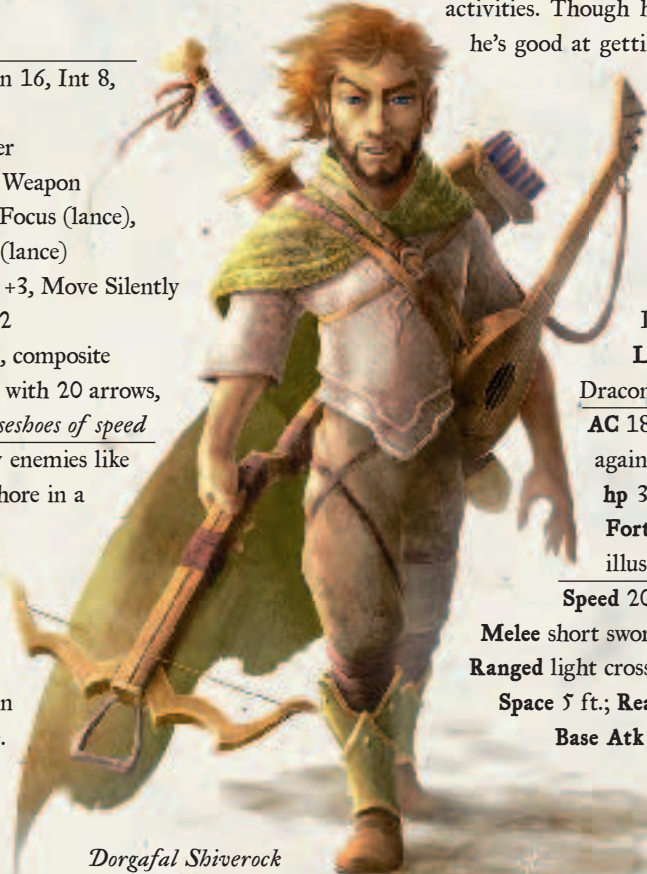 n 16, Int 8,
er
Weapon
Focus (lance),
(lance)
+3, Move Silently
2
, composite
with 20 arrows,
seshoes of speed
y enemies like
hore in a
n
.
Dorgafal Shiverock
activities. Though h
he's good at getti
L
Dracon
AC 18
again
hp 3
Fort
illus
Speed 20
Melee short swor
Ranged light cross
Space 5 ft.; Rea
Base Atk